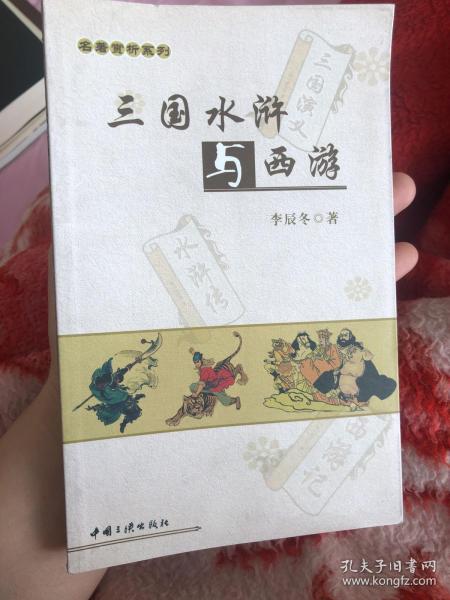 名著赏析系列
三国演义
三国水浒
与西游
李辰冬◎著
水浒传
西游记
中国三峡出版社
孔夫子旧书网
www.kongfz.com